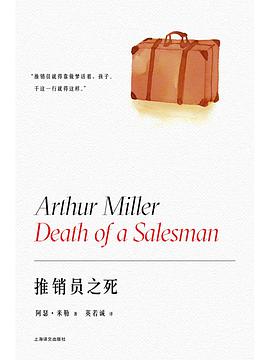 “推销员就得靠做梦活着，孩子，
干这一行就得这样。”
Arthur Miller
Death of a Salesman
推销员之死
阿瑟·米勒 著 英若诚 译
上海译文出版社